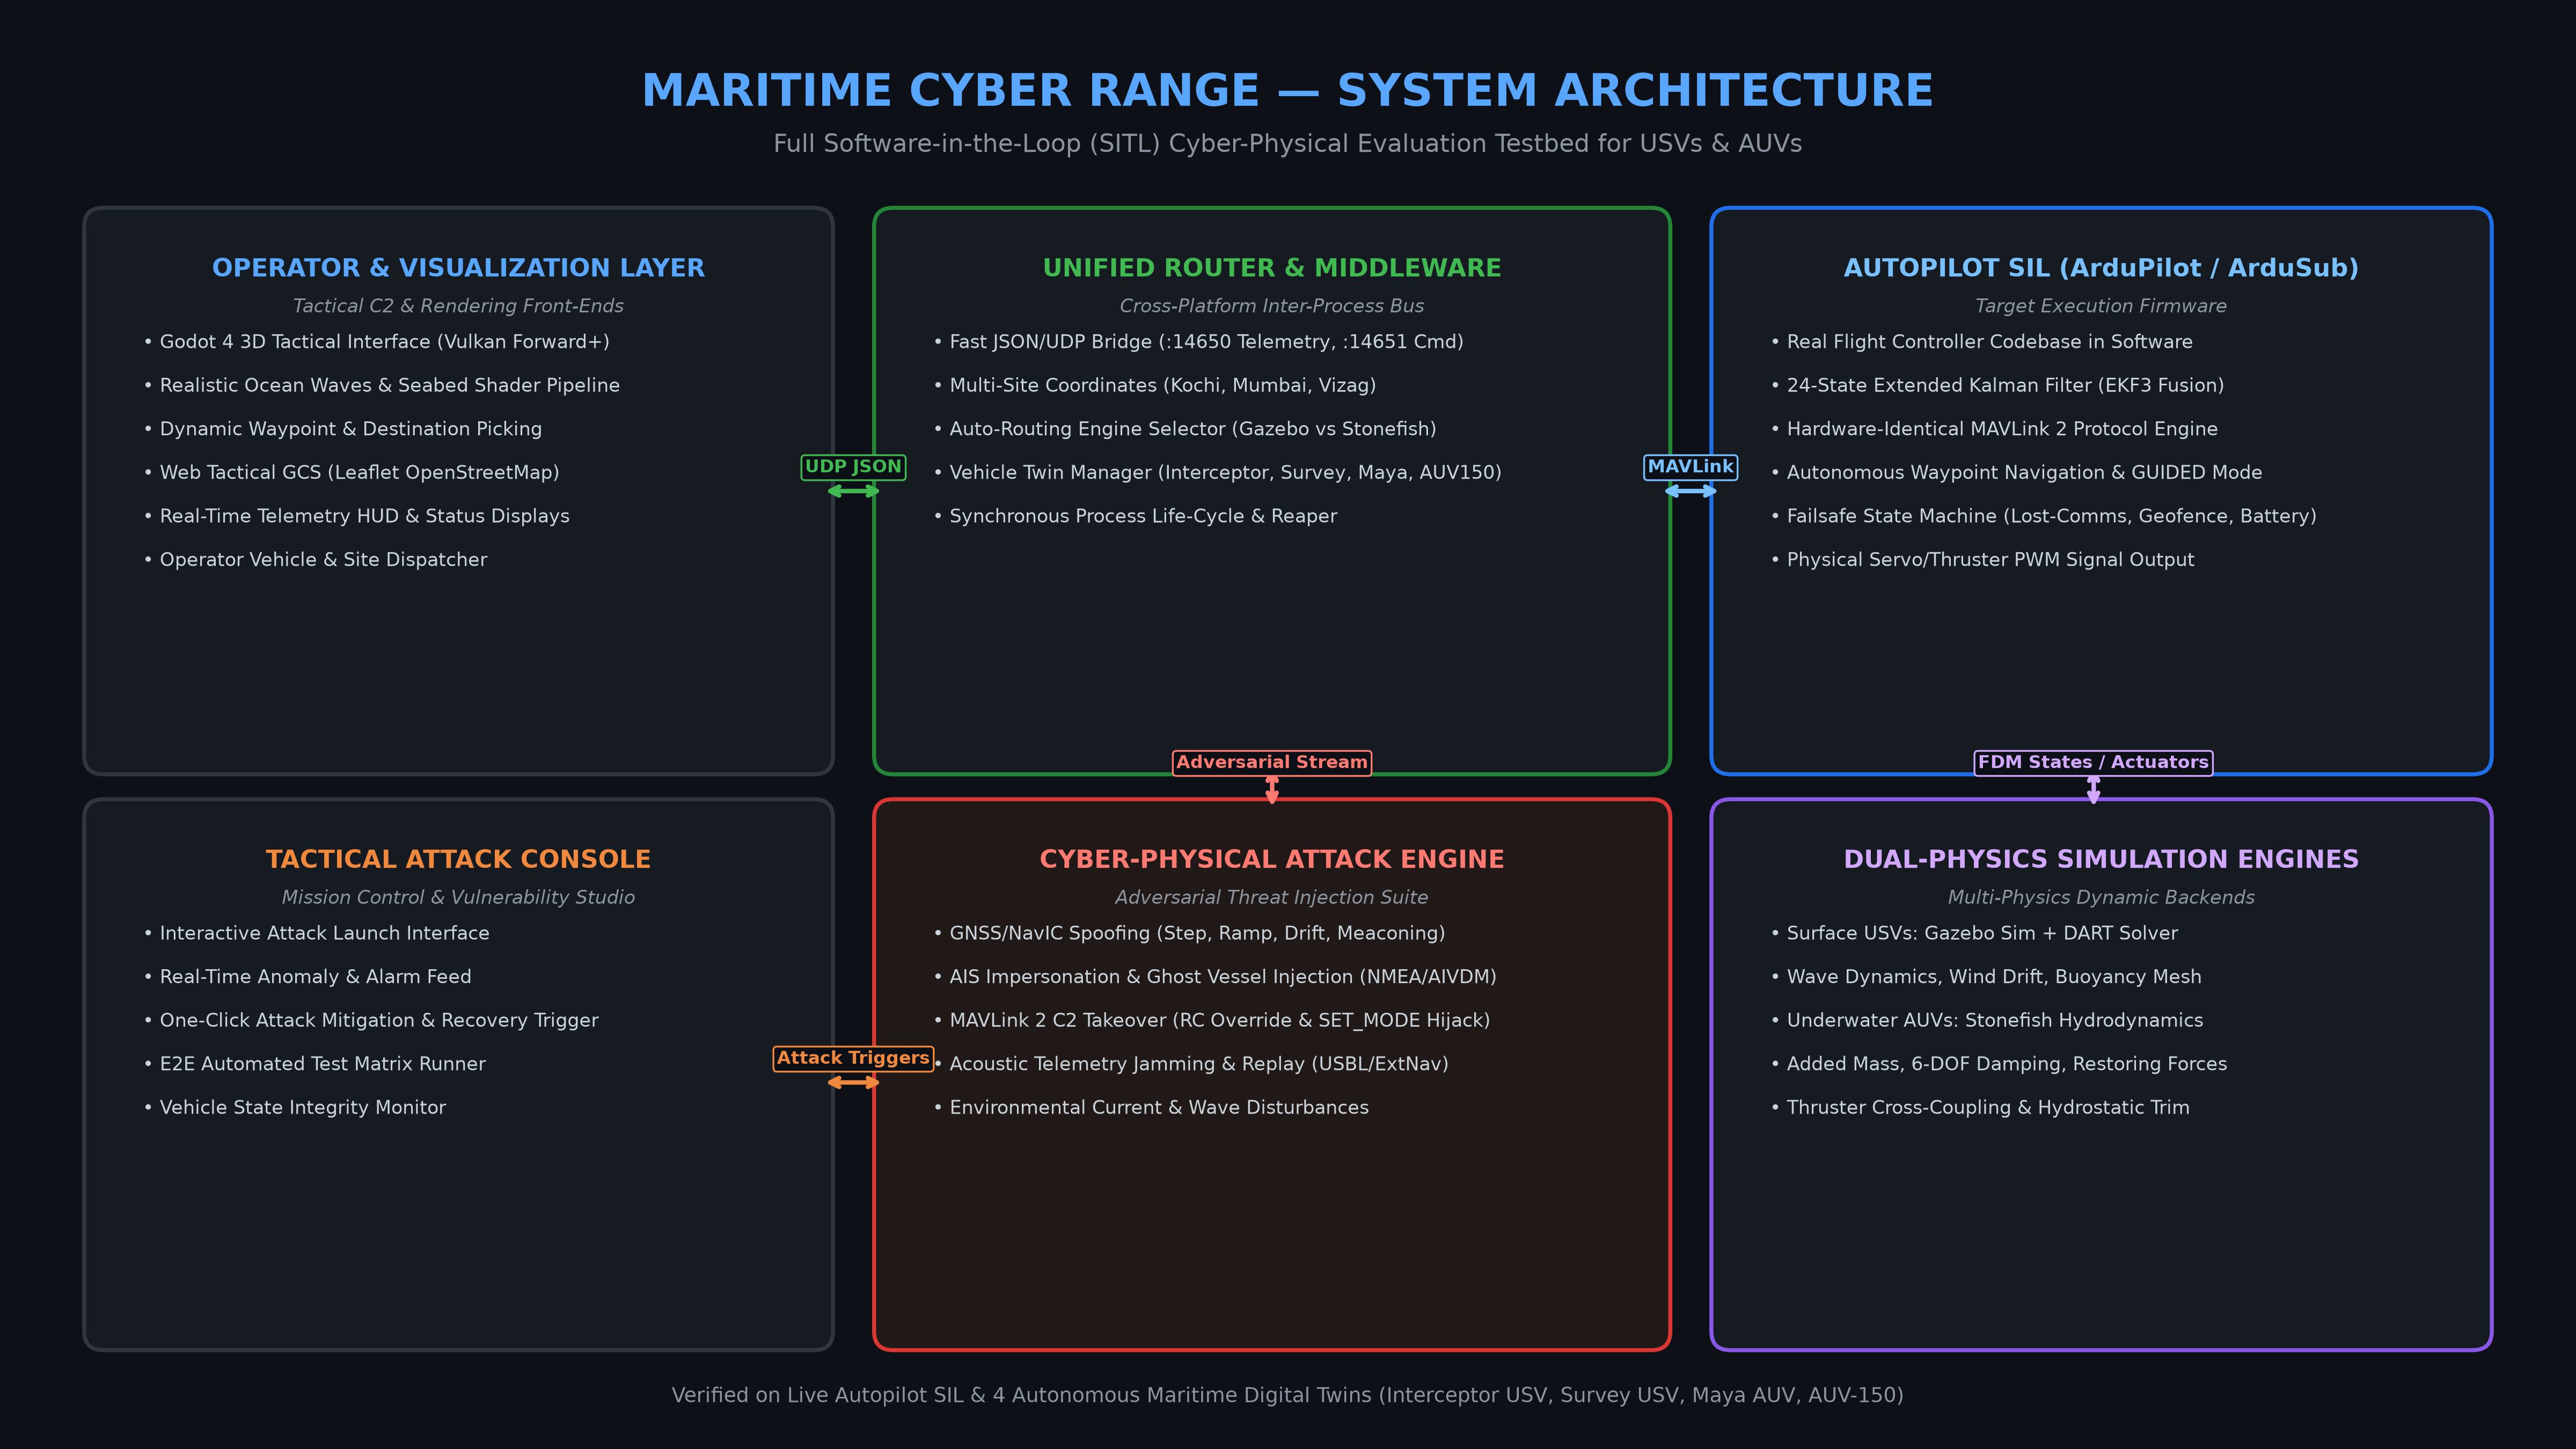 MARITIME CYBER RANGE — SYSTEM ARCHITECTURE
Full Software-in-the-Loop (SITL) Cyber-Physical Evaluation Testbed for USVs & AUVs
OPERATOR & VISUALIZATION LAYER
Tactical C2 & Rendering Front-Ends
• Godot 4 3D Tactical Interface (Vulkan Forward+)
• Realistic Ocean Waves & Seabed Shader Pipeline
• Dynamic Waypoint & Destination Picking
• Web Tactical GCS (Leaflet OpenStreetMap)
• Real-Time Telemetry HUD & Status Displays
• Operator Vehicle & Site Dispatcher
UDP JSON
UNIFIED ROUTER & MIDDLEWARE
Cross-Platform Inter-Process Bus
• Fast JSON/UDP Bridge (:14650 Telemetry, :14651 Cmd)
• Multi-Site Coordinates (Kochi, Mumbai, Vizag)
• Auto-Routing Engine Selector (Gazebo vs Stonefish)
• Vehicle Twin Manager (Interceptor, Survey, Maya, AUV150)
• Synchronous Process Life-Cycle & Reaper
MAVLink
AUTOPILOT SIL (ArduPilot / ArduSub)
Target Execution Firmware
• Real Flight Controller Codebase in Software
• 24-State Extended Kalman Filter (EKF3 Fusion)
• Hardware-Identical MAVLink 2 Protocol Engine
• Autonomous Waypoint Navigation & GUIDED Mode
• Failsafe State Machine (Lost-Comms, Geofence, Battery)
• Physical Servo/Thruster PWM Signal Output
Adversarial Stream
FDM States / Actuators
TACTICAL ATTACK CONSOLE
Mission Control & Vulnerability Studio
• Interactive Attack Launch Interface
• Real-Time Anomaly & Alarm Feed
• One-Click Attack Mitigation & Recovery Trigger
• E2E Automated Test Matrix Runner
• Vehicle State Integrity Monitor
Attack Triggers
CYBER-PHYSICAL ATTACK ENGINE
Adversarial Threat Injection Suite
• GNSS/NavIC Spoofing (Step, Ramp, Drift, Meaconing)
• AIS Impersonation & Ghost Vessel Injection (NMEA/AIVDM)
• MAVLink 2 C2 Takeover (RC Override & SET_MODE Hijack)
• Acoustic Telemetry Jamming & Replay (USBL/ExtNav)
• Environmental Current & Wave Disturbances
DUAL-PHYSICS SIMULATION ENGINES
Multi-Physics Dynamic Backends
• Surface USVs: Gazebo Sim + DART Solver
• Wave Dynamics, Wind Drift, Buoyancy Mesh
• Underwater AUVs: Stonefish Hydrodynamics
• Added Mass, 6-DOF Damping, Restoring Forces
• Thruster Cross-Coupling & Hydrostatic Trim
Verified on Live Autopilot SIL & 4 Autonomous Maritime Digital Twins (Interceptor USV, Survey USV, Maya AUV, AUV-150)